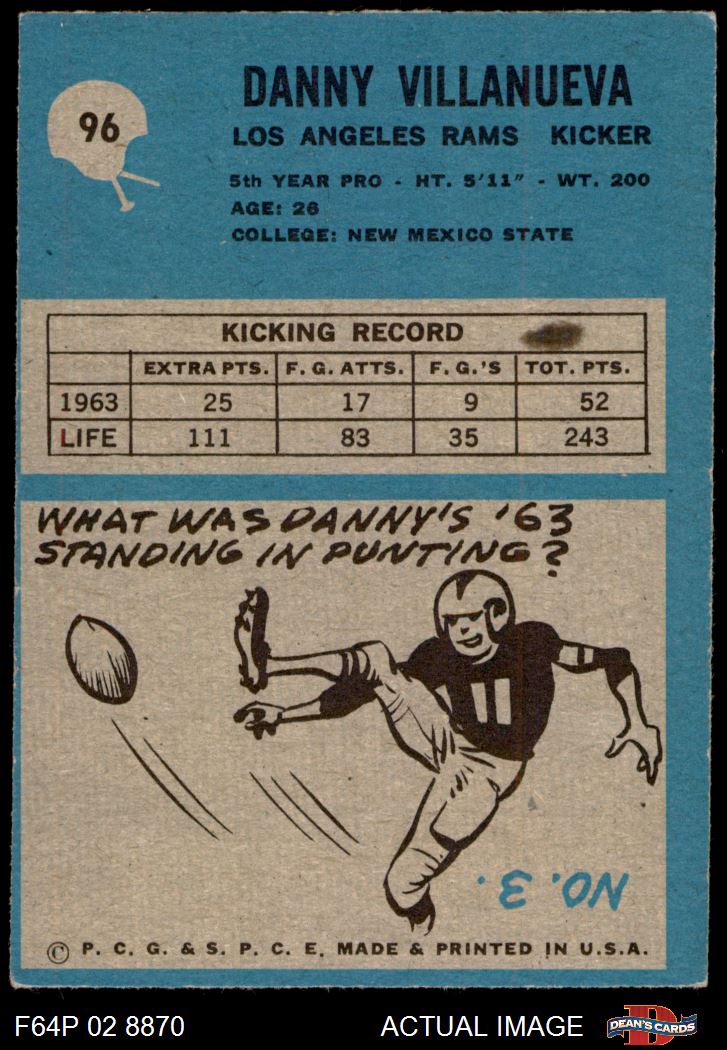 96
DANNY VILLANUEVA
LOS ANGELES RAMS KICKER
5th YEAR PRO - HT. 5'11" - WT. 200
AGE: 26
COLLEGE: NEW MEXICO STATE
KICKING RECORD
EXTRA PTS. F. G. ATTS. F. G.'S TOT. PTS.
1963 25 17 9 52
LIFE 111 83 35 243
WHAT WAS DANNY'S '63
STANDING IN PUNTING?
11
NO. 3.
© P. C. G. & S. P. C. E. MADE & PRINTED IN U.S.A.
F64P 02 8870 ACTUAL IMAGE D DEAN'S CARDS